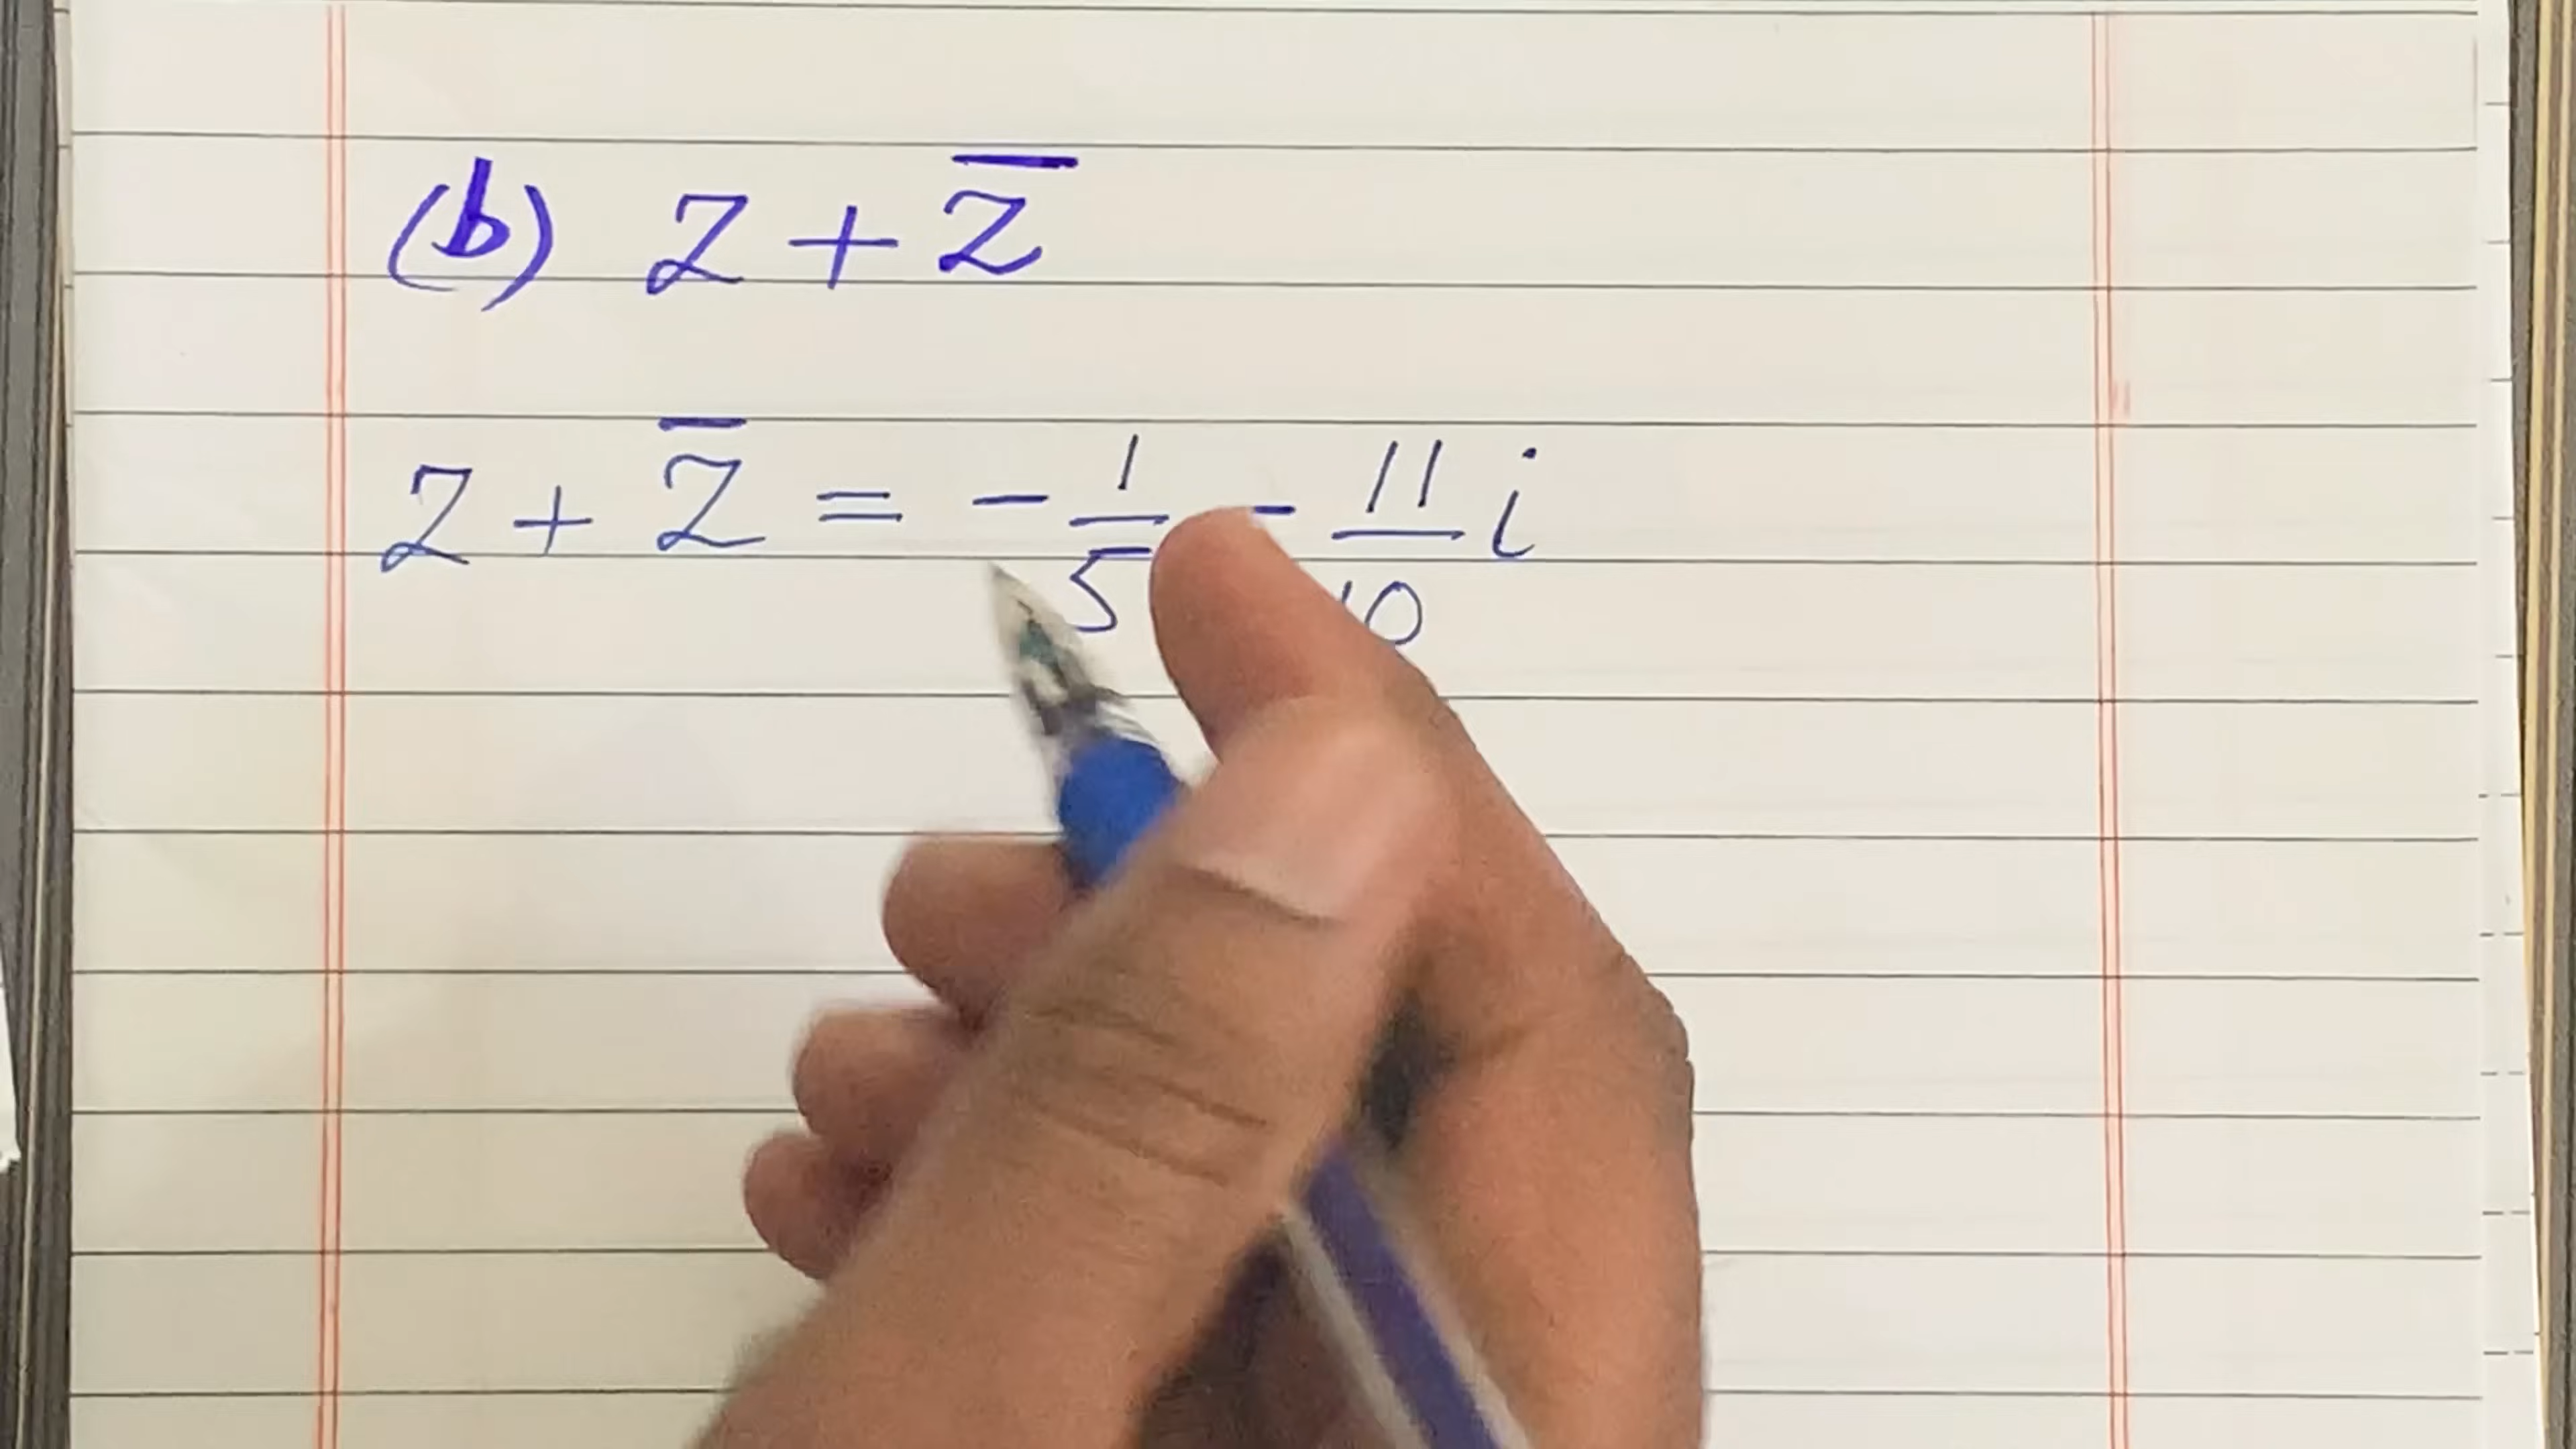 (b) z + z̅
z + z̅ = - 1/5 - 11/10 i